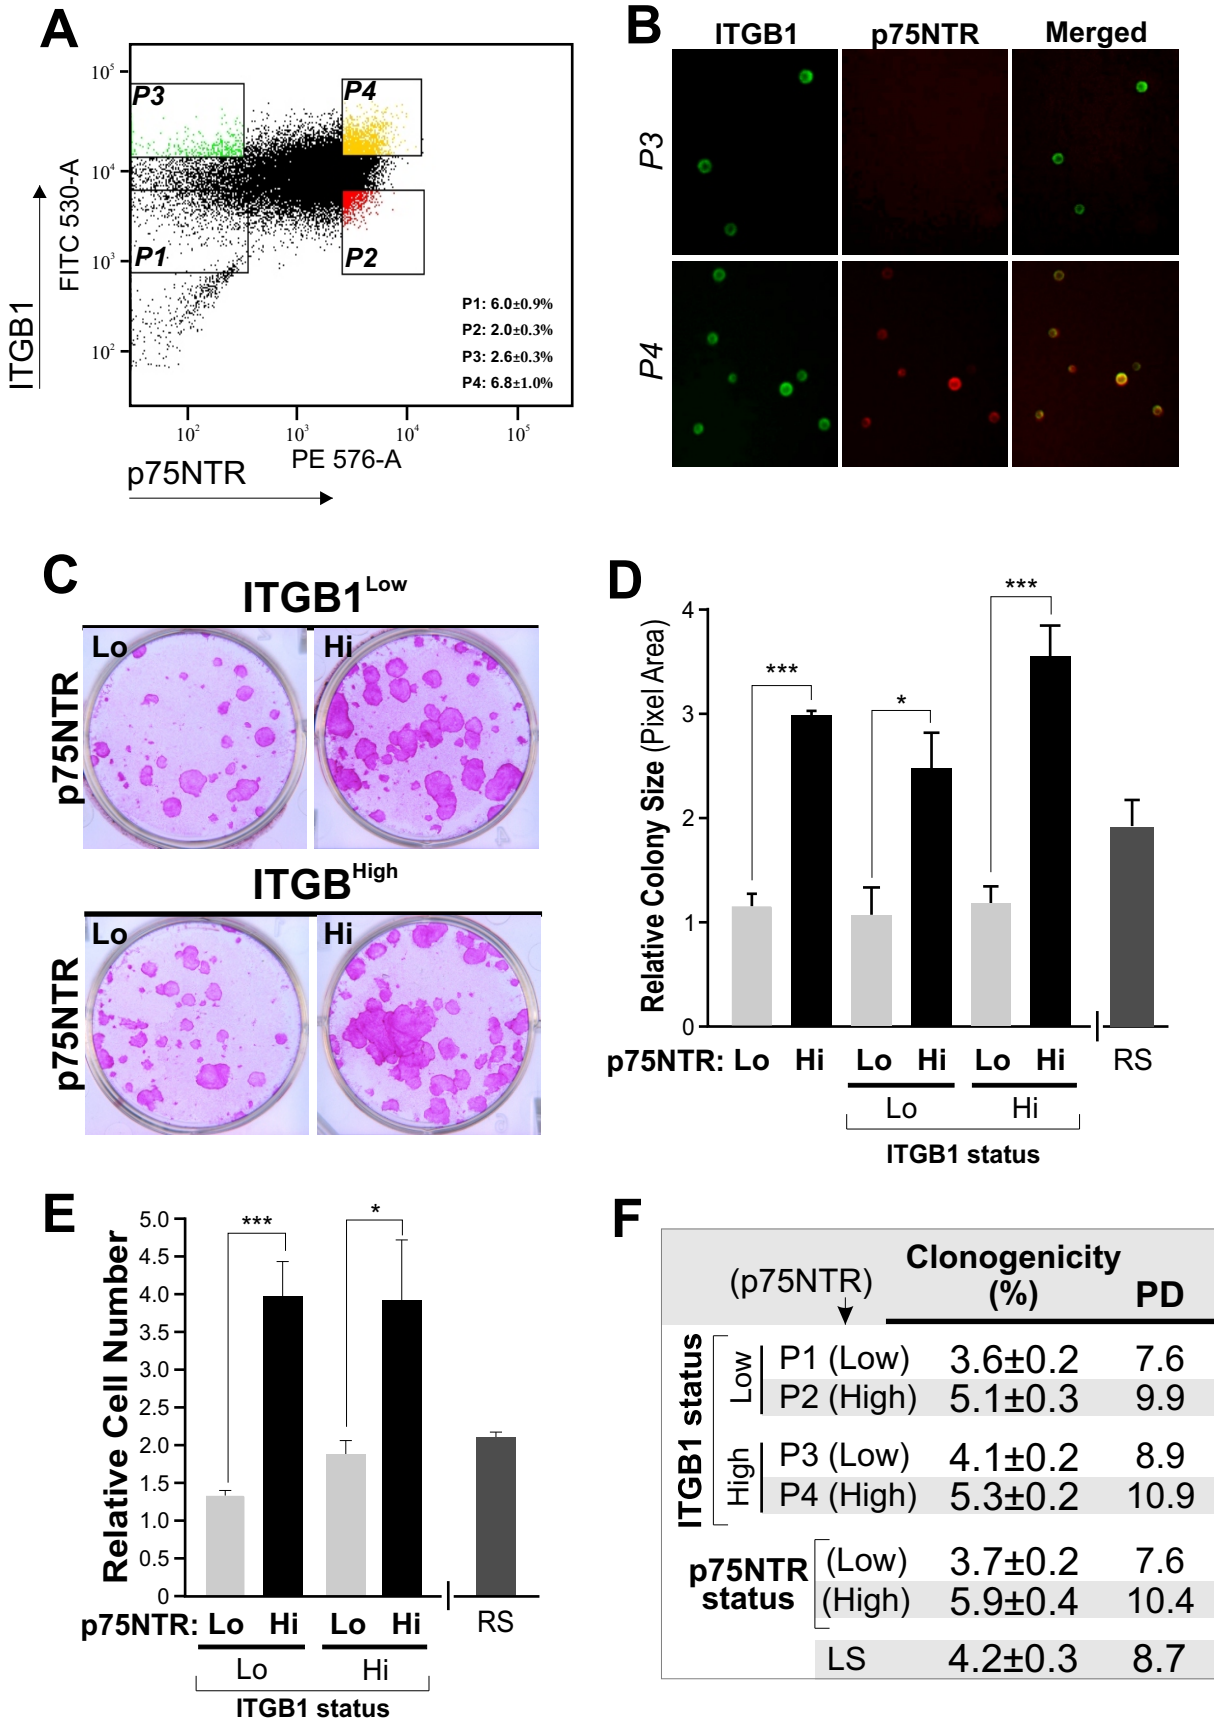 A
10⁵
10⁴
10³
10²
P3
P4
P1
P2
P1: 6.0±0.9%
P2: 2.0±0.3%
P3: 2.6±0.3%
P4: 6.8±1.0%
ITGB1
FITC 530-A
10² 10³ 10⁴ 10⁵
PE 576-A
p75NTR
B
ITGB1 p75NTR Merged
P3
P4
C
ITGB1Low
Lo Hi
p75NTR
ITGBHigh
Lo Hi
p75NTR
D
Relative Colony Size (Pixel Area)
4
3
2
1
0
***
*
***
p75NTR: Lo Hi Lo Hi Lo Hi RS
Lo Hi
ITGB1 status
E
Relative Cell Number
5.0
4.5
4.0
3.5
3.0
2.5
2.0
1.5
1.0
0.5
0
***
*
p75NTR: Lo Hi Lo Hi RS
Lo Hi
ITGB1 status
F
(p75NTR) Clonogenicity (%) PD
ITGB1 status
Low
P1 (Low) 3.6±0.2 7.6
P2 (High) 5.1±0.3 9.9
High
P3 (Low) 4.1±0.2 8.9
P4 (High) 5.3±0.2 10.9
p75NTR status
(Low) 3.7±0.2 7.6
(High) 5.9±0.4 10.4
LS 4.2±0.3 8.7